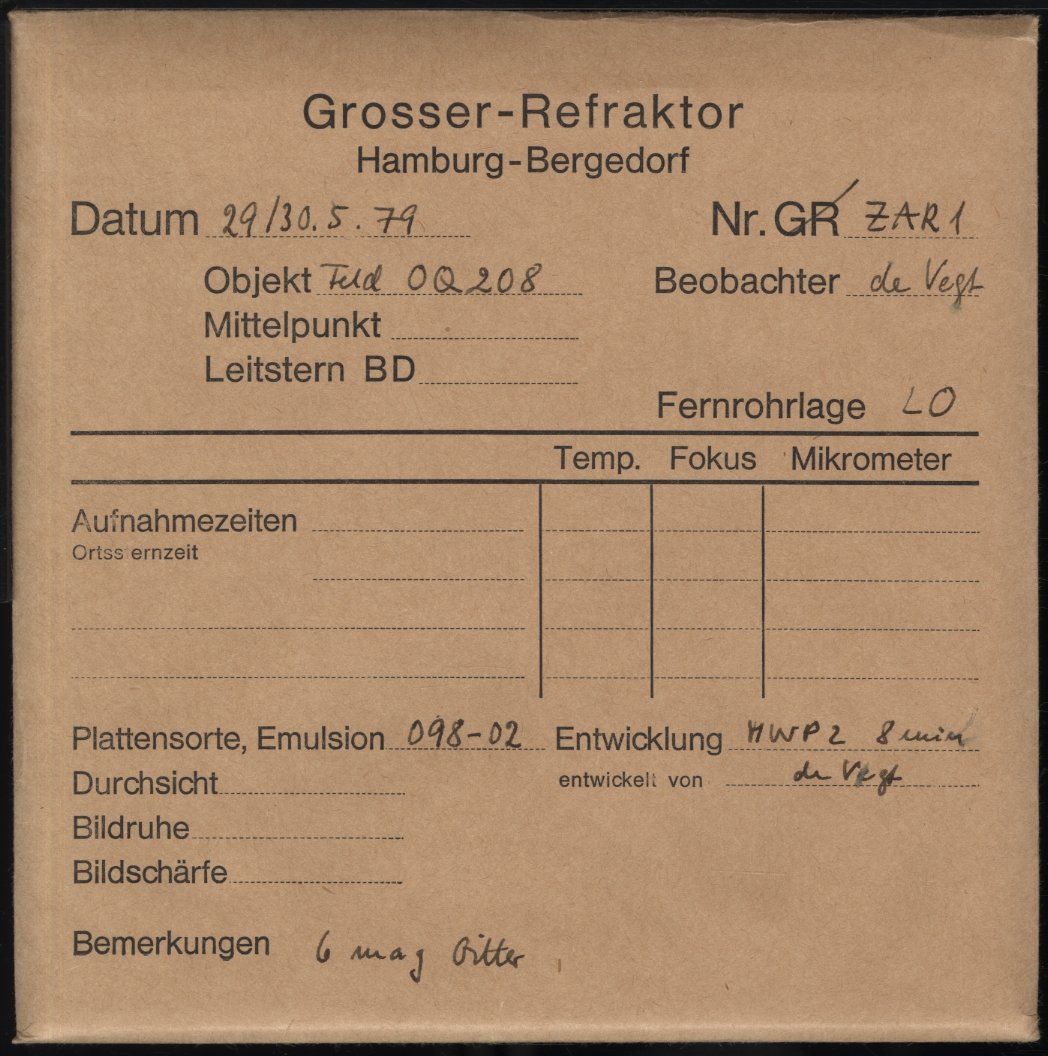 Grosser-Refraktor
Hamburg-Bergedorf
Datum 29/30.5.79 Nr. GR ZAR1
Objekt Feld OQ208 Beobachter de Vegt
Mittelpunkt
Leitstern BD
Fernrohrlage LO
Temp. Fokus Mikrometer
Aufnahmezeiten
Ortss ernzeit
Plattensorte, Emulsion 098-02 Entwicklung MWP2 8min
Durchsicht entwickelt von de Vegt
Bildruhe
Bildschärfe
Bemerkungen 6 mag Gitter